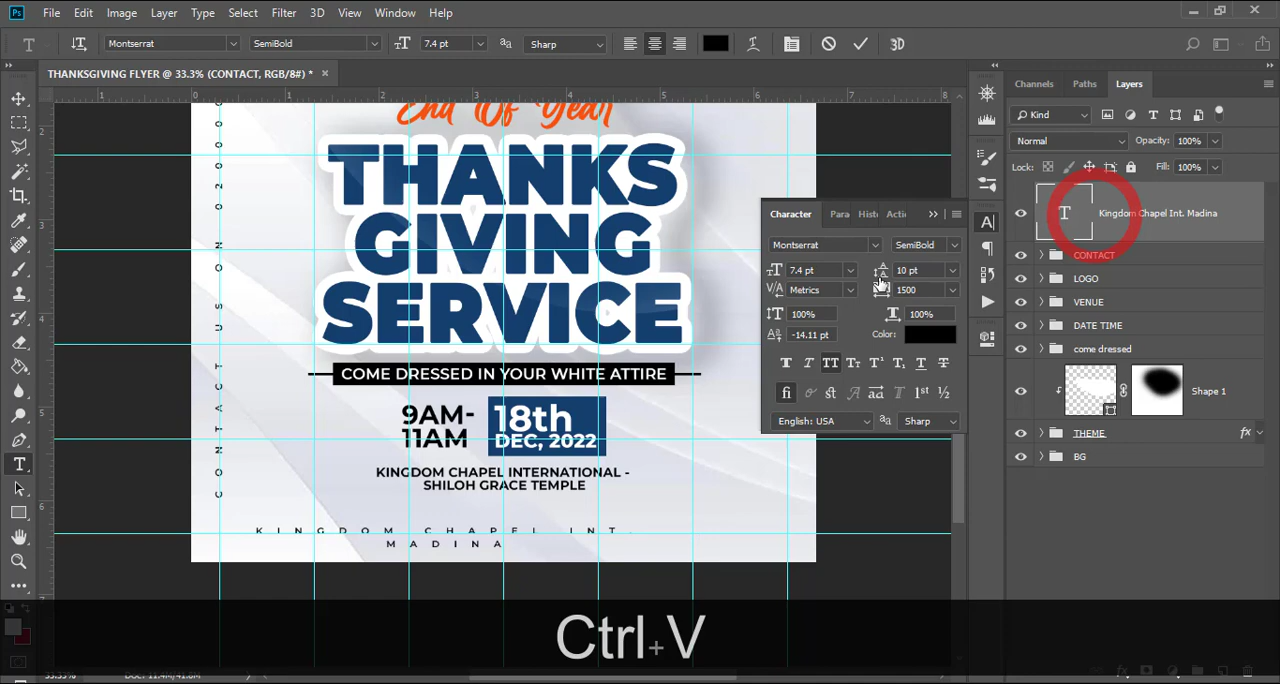 Ps File Edit Image Layer Type Select Filter 3D View Window Help
T Montserrat SemiBold 7.4 pt Sharp 3D
THANKSGIVING FLYER @ 33.3% (CONTACT, RGB/8#) *
Channels Paths Layers
Kind
Normal Opacity: 100%
Lock: Fill: 100%
Kingdom Chapel Int. Madina
CONTACT
LOGO
VENUE
DATE TIME
come dressed
Shape 1
THEME fx
BG
Character Para Hist Acti
Montserrat SemiBold
7.4 pt 10 pt
Metrics 1500
100% 100%
-14.11 pt Color:
English: USA Sharp
End Of Year
THANKS
GIVING
SERVICE
COME DRESSED IN YOUR WHITE ATTIRE
9AM-
11AM
18th
DEC, 2022
KINGDOM CHAPEL INTERNATIONAL -
SHILOH GRACE TEMPLE
KINGDOM CHAPEL INT.
MADINA
CONTACT US ON
Ctrl+V